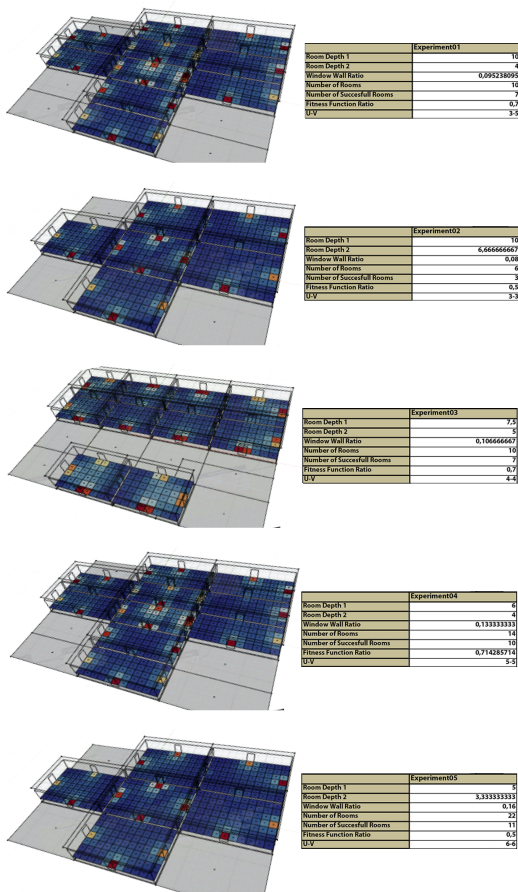 Experiment01
Room Depth 1 10
Room Depth 2 4
Window Wall Ratio 0,095238095
Number of Rooms 10
Number of Succesfull Rooms 7
Fitness Function Ratio 0,7
U-V 3-5
Experiment02
Room Depth 1 10
Room Depth 2 6,666666667
Window Wall Ratio 0,08
Number of Rooms 6
Number of Succesfull Rooms 3
Fitness Function Ratio 0,5
U-V 3-3
Experiment03
Room Depth 1 7,5
Room Depth 2 5
Window Wall Ratio 0,106666667
Number of Rooms 10
Number of Succesfull Rooms 7
Fitness Function Ratio 0,7
U-V 4-4
Experiment04
Room Depth 1 6
Room Depth 2 4
Window Wall Ratio 0,133333333
Number of Rooms 14
Number of Succesfull Rooms 10
Fitness Function Ratio 0,714285714
U-V 5-5
Experiment05
Room Depth 1 5
Room Depth 2 3,333333333
Window Wall Ratio 0,16
Number of Rooms 22
Number of Succesfull Rooms 11
Fitness Function Ratio 0,5
U-V 6-6